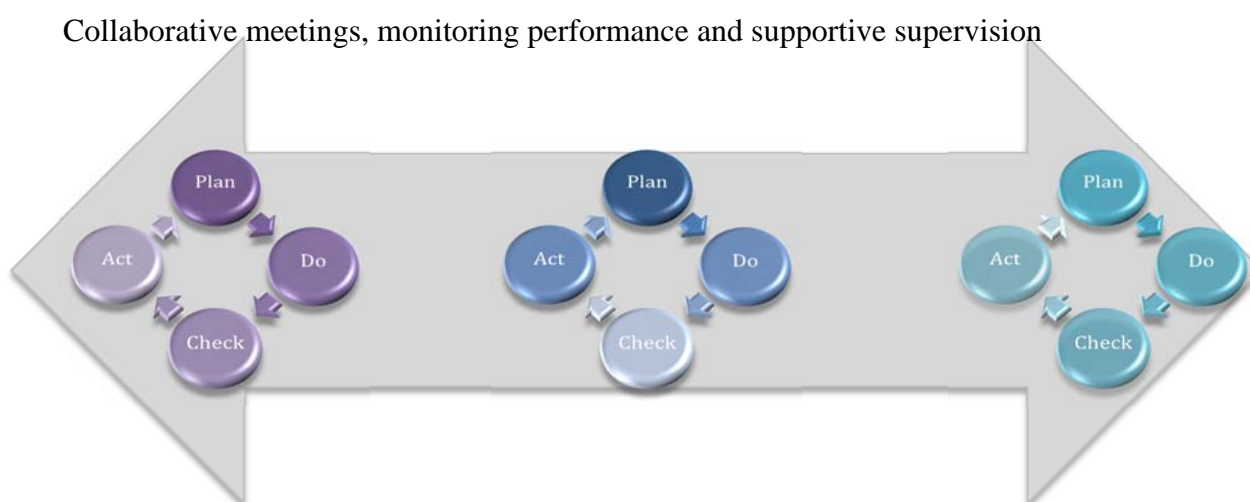 Collaborative meetings, monitoring performance and supportive supervision
Plan
Do
Check
Act
Plan
Do
Check
Act
Plan
Do
Check
Act